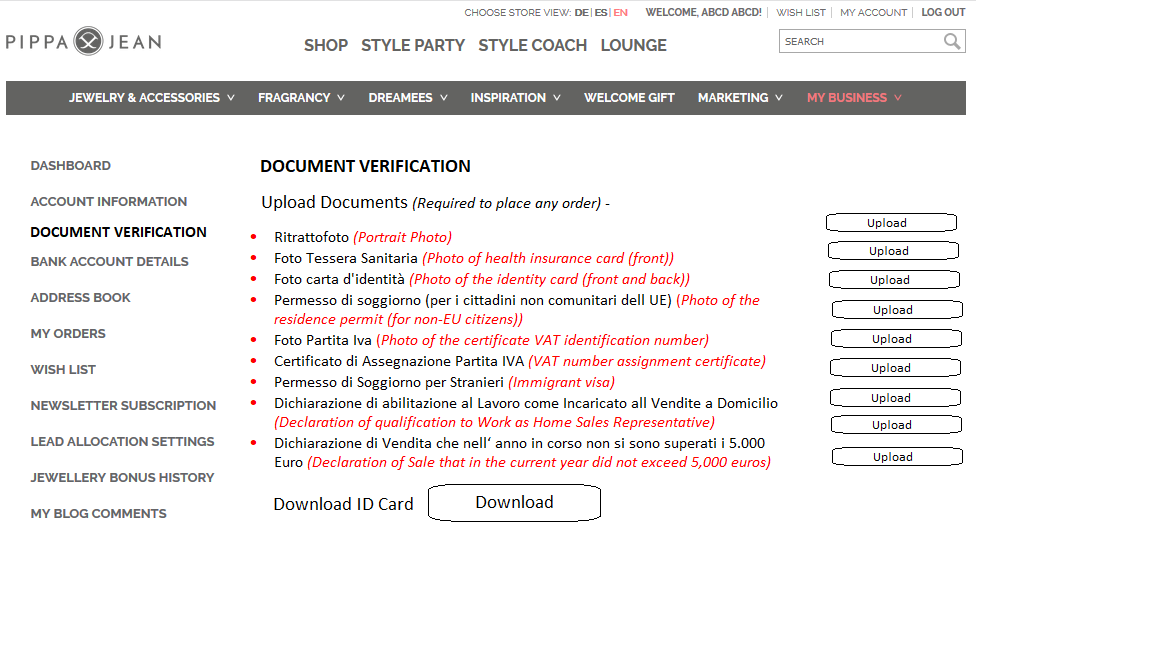 CHOOSE STORE VIEW: DE| ES| EN WELCOME, ABCD ABCD! | WISH LIST | MY ACCOUNT | LOG OUT
PIPPA JEAN
SHOP STYLE PARTY STYLE COACH LOUNGE
SEARCH
JEWELRY & ACCESSORIES FRAGRANCY DREAMEES INSPIRATION WELCOME GIFT MARKETING MY BUSINESS
DASHBOARD
ACCOUNT INFORMATION
DOCUMENT VERIFICATION
BANK ACCOUNT DETAILS
ADDRESS BOOK
MY ORDERS
WISH LIST
NEWSLETTER SUBSCRIPTION
LEAD ALLOCATION SETTINGS
JEWELLERY BONUS HISTORY
MY BLOG COMMENTS
DOCUMENT VERIFICATION
Upload Documents (Required to place any order) -
• Ritrattofoto (Portrait Photo)
• Foto Tessera Sanitaria (Photo of health insurance card (front))
• Foto carta d'identità (Photo of the identity card (front and back))
• Permesso di soggiorno (per i cittadini non comunitari dell UE) (Photo of the
residence permit (for non-EU citizens))
• Foto Partita Iva (Photo of the certificate VAT identification number)
• Certificato di Assegnazione Partita IVA (VAT number assignment certificate)
• Permesso di Soggiorno per Stranieri (Immigrant visa)
• Dichiarazione di abilitazione al Lavoro come Incaricato all Vendite a Domicilio
(Declaration of qualification to Work as Home Sales Representative)
• Dichiarazione di Vendita che nell‘ anno in corso non si sono superati i 5.000
Euro (Declaration of Sale that in the current year did not exceed 5,000 euros)
Upload
Upload
Upload
Upload
Upload
Upload
Upload
Upload
Upload
Download ID Card Download